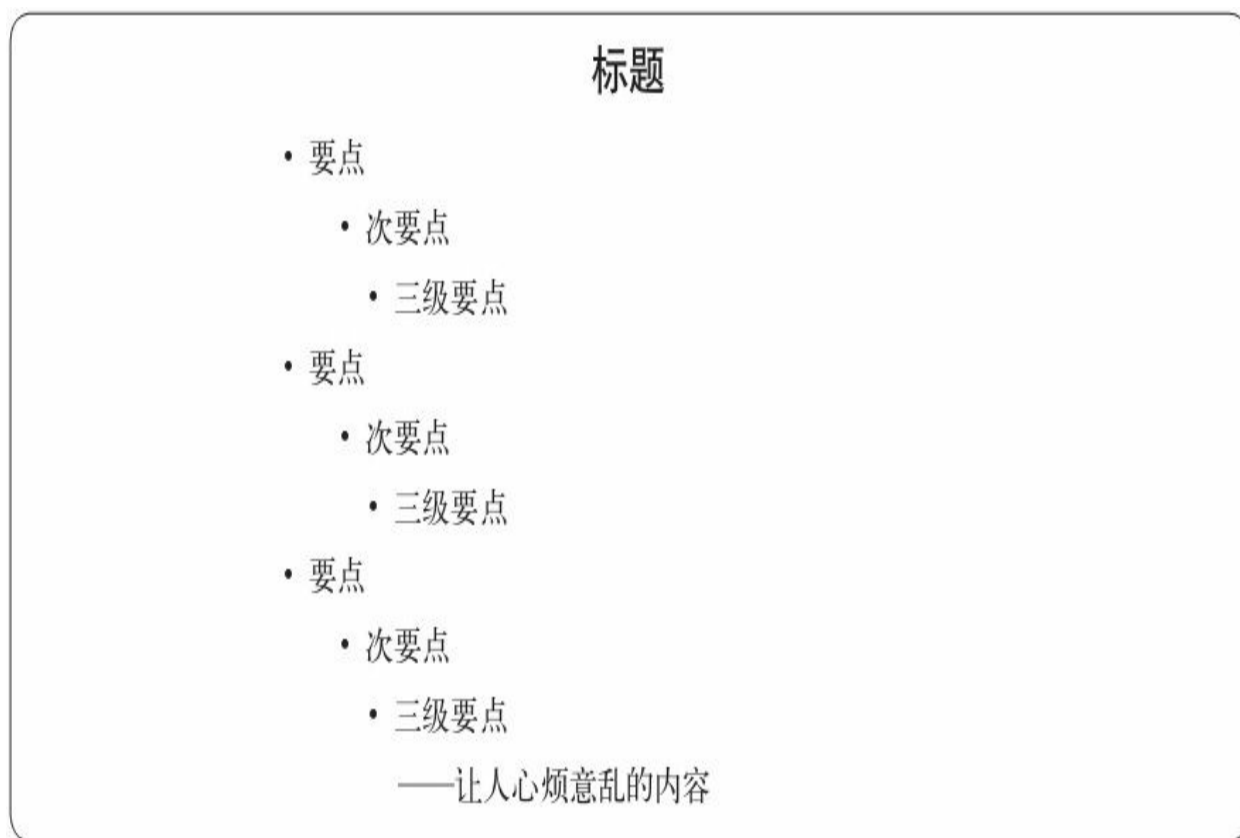 标题
• 要点
• 次要点
• 三级要点
• 要点
• 次要点
• 三级要点
• 要点
• 次要点
• 三级要点
——让人心烦意乱的内容